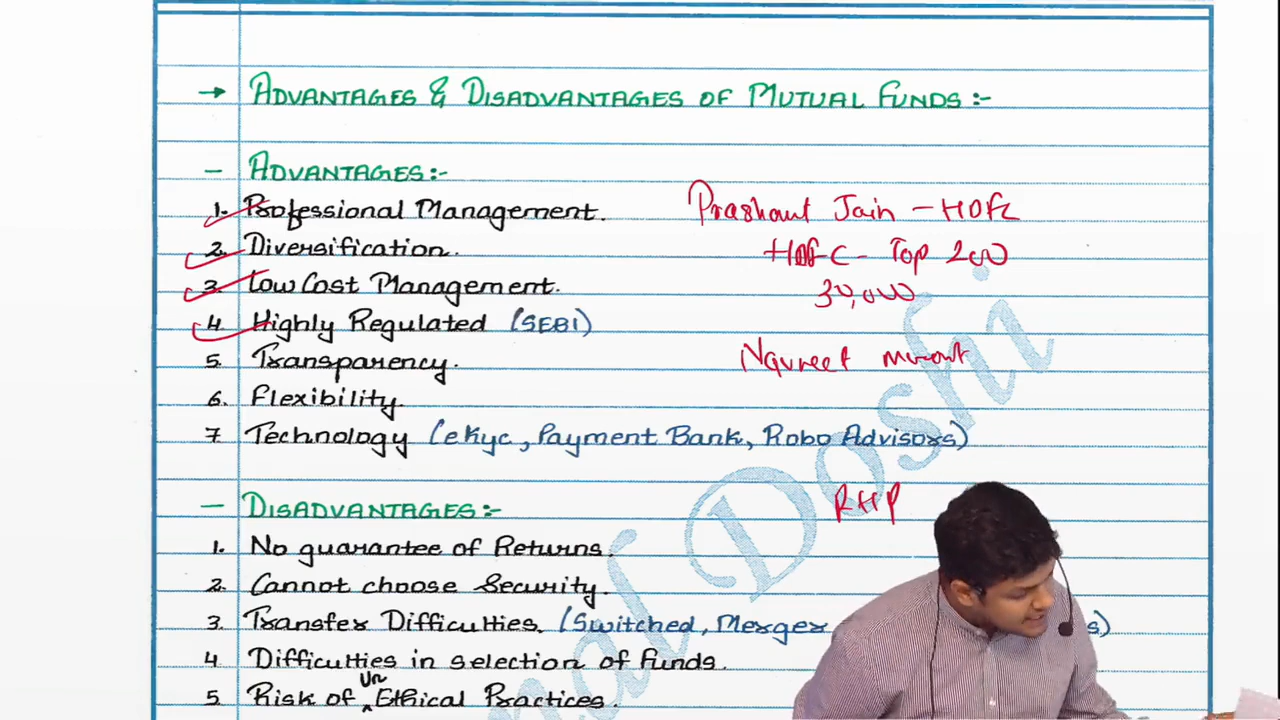 → ADVANTAGES & DISADVANTAGES OF MUTUAL FUNDS :-
— ADVANTAGES :-
1. Professional Management. Prashant Jain - HDFC
2. Diversification. HDFC - Top 200
3. Low Cost Management. 30,000
4. Highly Regulated (SEBI)
5. Transparency. Navneet
6. Flexibility.
7. Technology (eKyc, Payment Bank, Robo Advisors)
RHP
— DISADVANTAGES :-
1. No guarantee of Returns.
2. Cannot choose Security.
3. Transfer Difficulties. (Switched, Merger s)
4. Difficulties in selection of funds.
5. Risk of UnEthical Practices.
Doshi